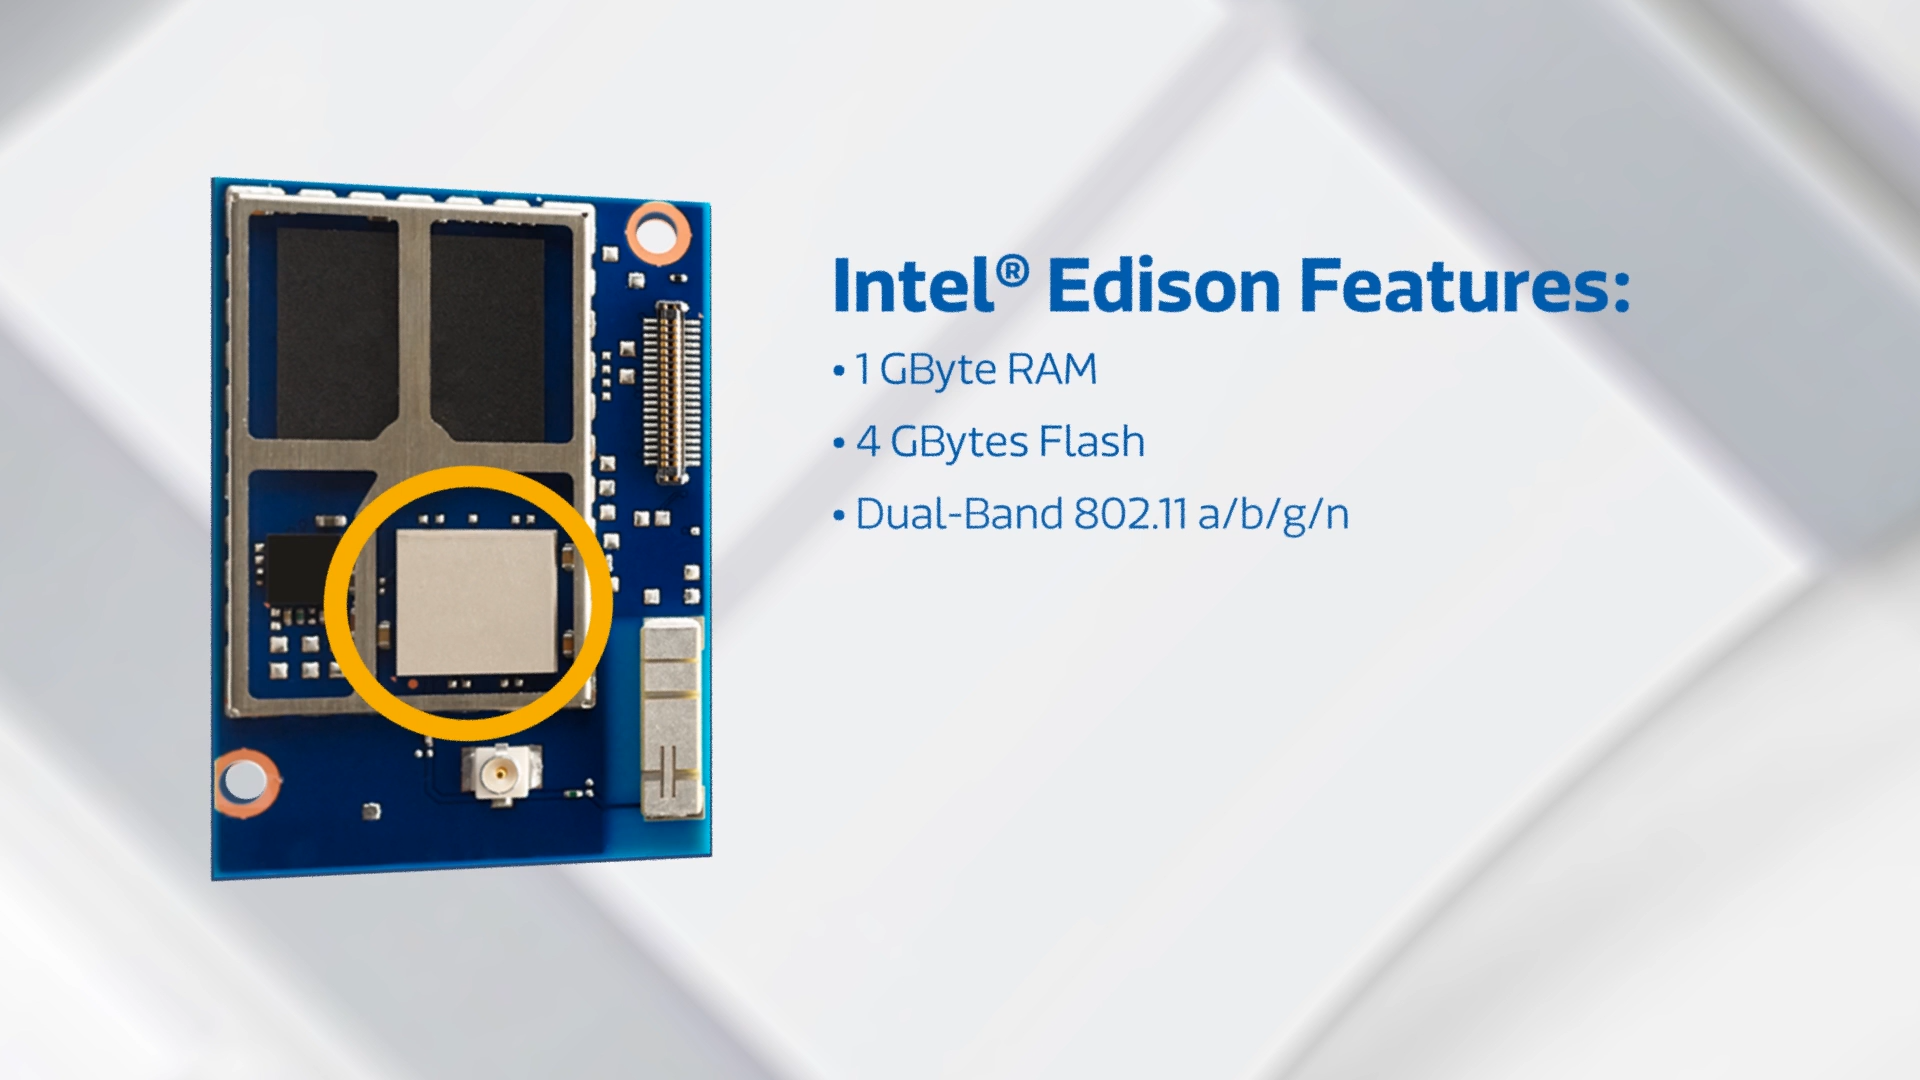 Intel® Edison Features:
• 1 GByte RAM
• 4 GBytes Flash
• Dual-Band 802.11 a/b/g/n